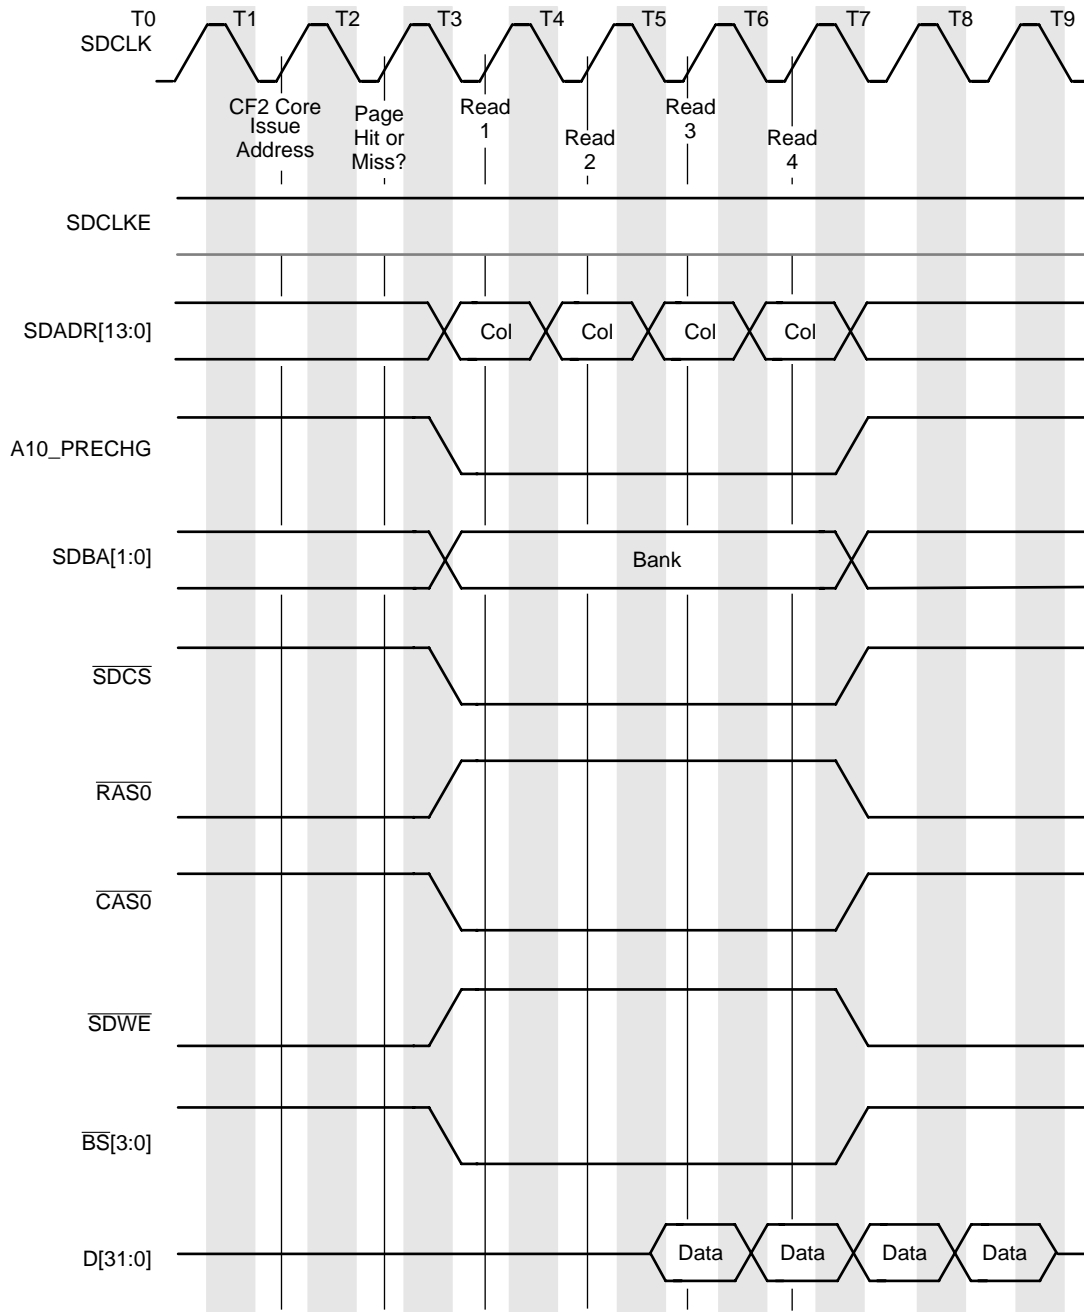 T0 T1 T2 T3 T4 T5 T6 T7 T8 T9
SDCLK
CF2 Core
Issue
Address
Page
Hit or
Miss?
Read
1
Read
2
Read
3
Read
4
SDCLKE
SDADR[13:0] Col Col Col Col
A10_PRECHG
SDBA[1:0] Bank
SDCS
RAS0
CAS0
SDWE
BS[3:0]
D[31:0] Data Data Data Data